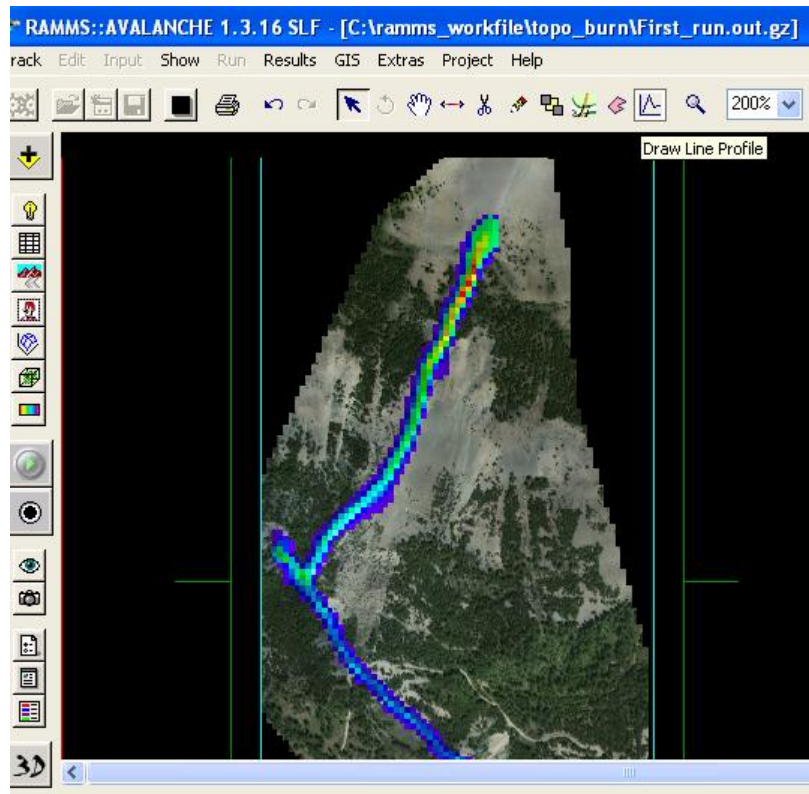 RAMMS::AVALANCHE 1.3.16 SLF - [C:\ramms_workfile\topo_burn\First_run.out.gz]
rack Edit Input Show Run Results GIS Extras Project Help
200%
Draw Line Profile
3D